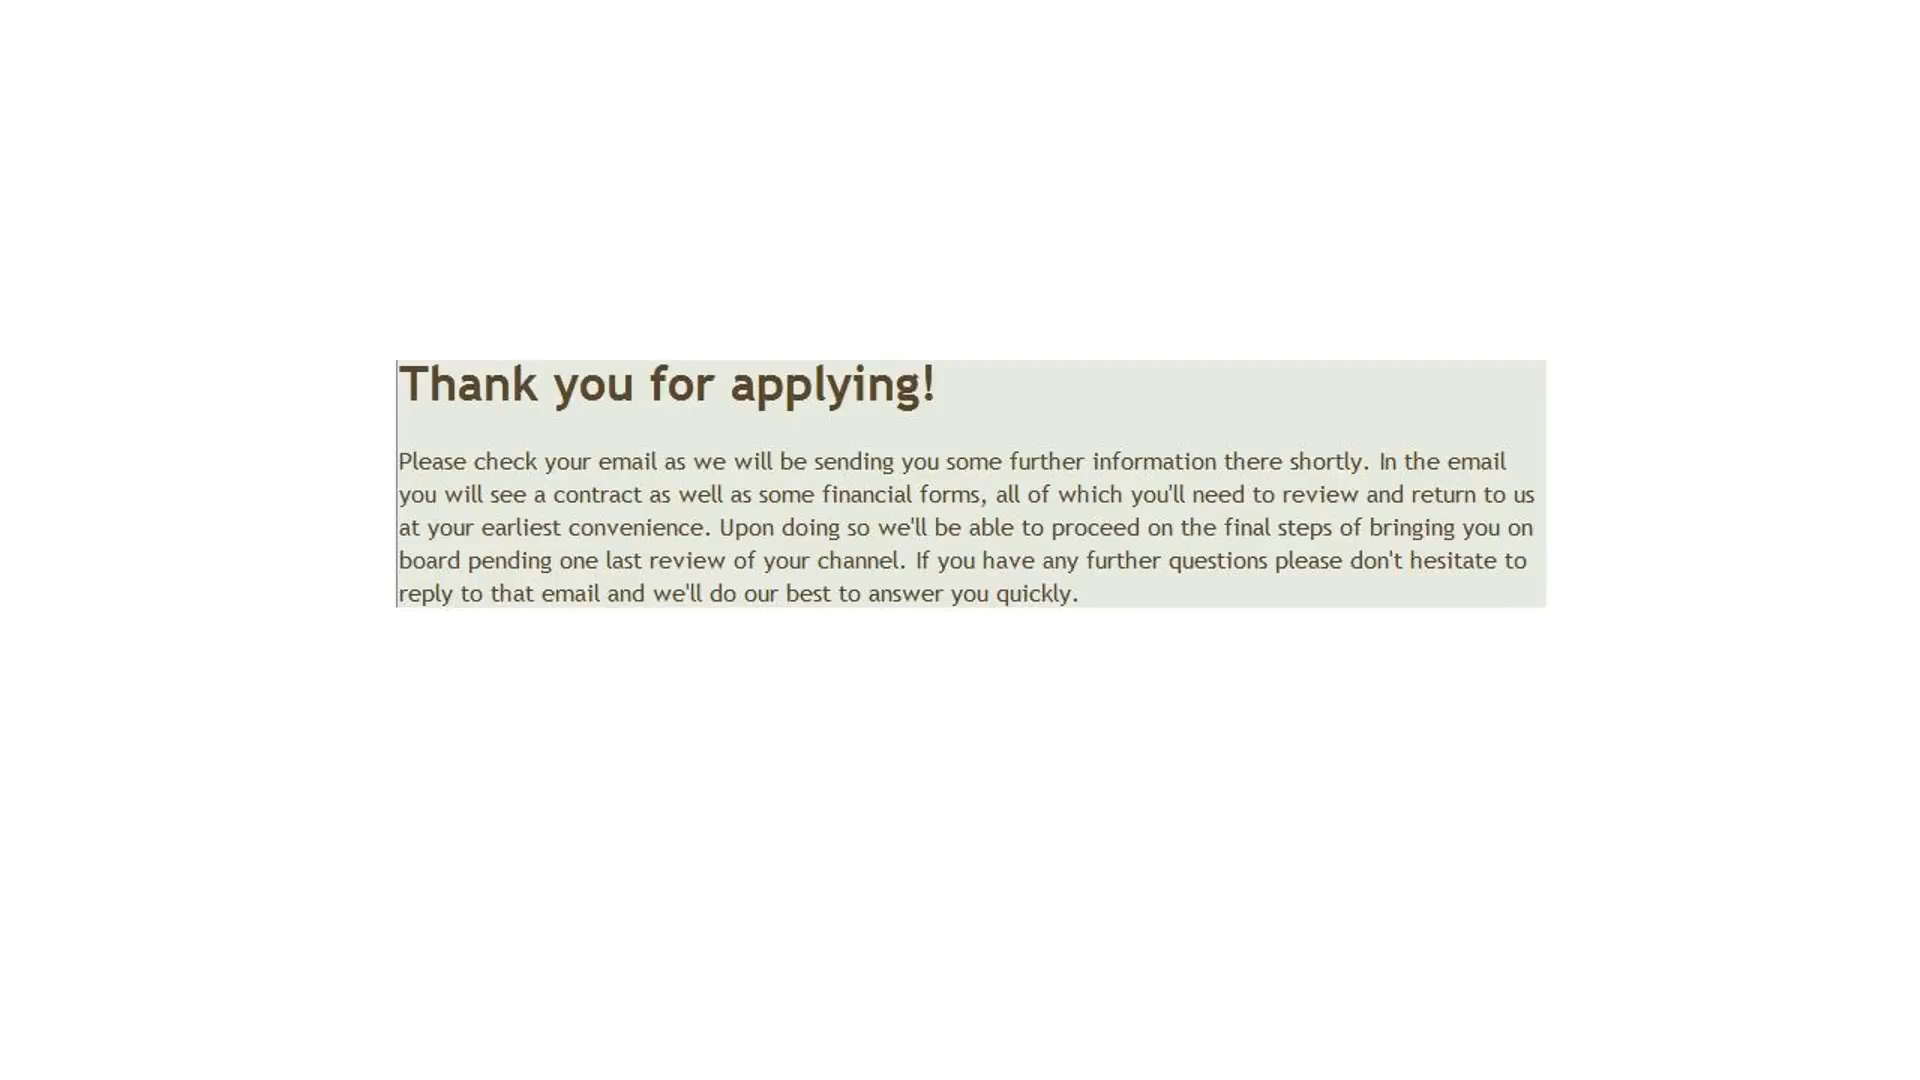 Thank you for applying!
Please check your email as we will be sending you some further information there shortly. In the email
you will see a contract as well as some financial forms, all of which you'll need to review and return to us
at your earliest convenience. Upon doing so we'll be able to proceed on the final steps of bringing you on
board pending one last review of your channel. If you have any further questions please don't hesitate to
reply to that email and we'll do our best to answer you quickly.